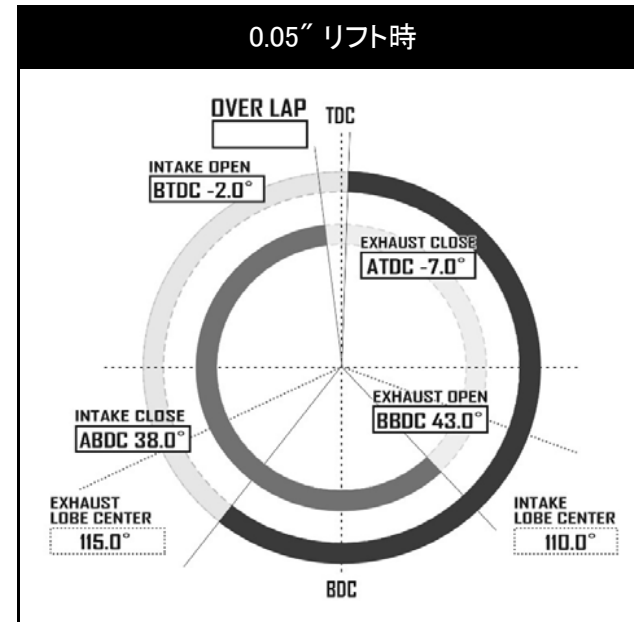 0.05″ リフト時
OVER LAP
TDC
INTAKE OPEN
BTDC -2.0°
EXHAUST CLOSE
ATDC -7.0°
EXHAUST OPEN
BBDC 43.0°
INTAKE CLOSE
ABDC 38.0°
EXHAUST
LOBE CENTER
115.0°
INTAKE
LOBE CENTER
110.0°
BDC